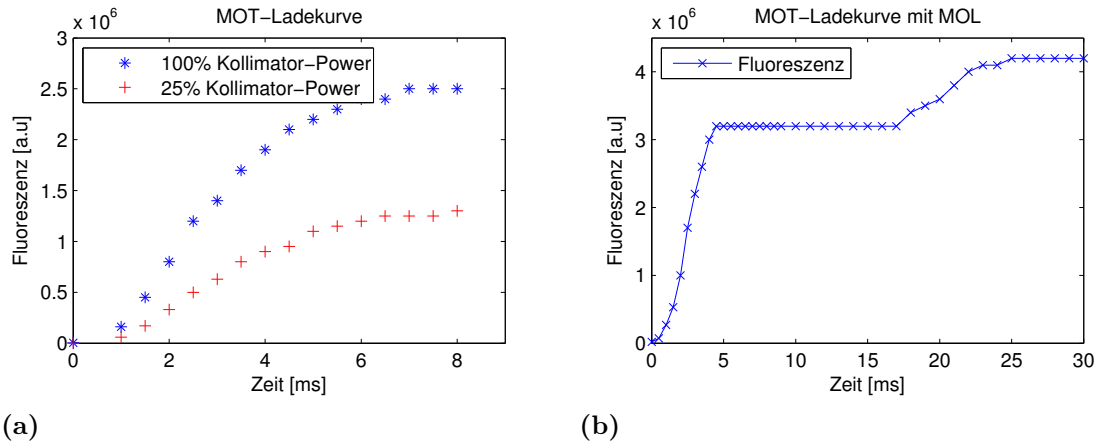 MOT−Ladekurve
x 10^6
3
2.5
2
1.5
1
0.5
0
Fluoreszenz [a.u]
100% Kollimator−Power
25% Kollimator−Power
0 2 4 6 8
Zeit [ms]
(a)
MOT−Ladekurve mit MOL
x 10^6
4
3
2
1
0
Fluoreszenz [a.u]
Fluoreszenz
0 5 10 15 20 25 30
Zeit [ms]
(b)